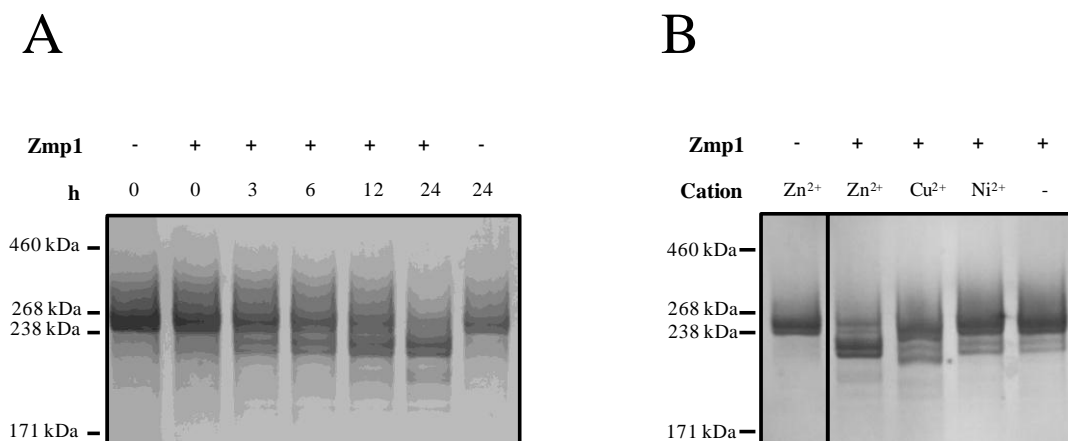 A
Zmp1 - + + + + + -
h 0 0 3 6 12 24 24
460 kDa
268 kDa
238 kDa
171 kDa
B
Zmp1 - + + + +
Cation Zn²⁺ Zn²⁺ Cu²⁺ Ni²⁺ -
460 kDa
268 kDa
238 kDa
171 kDa